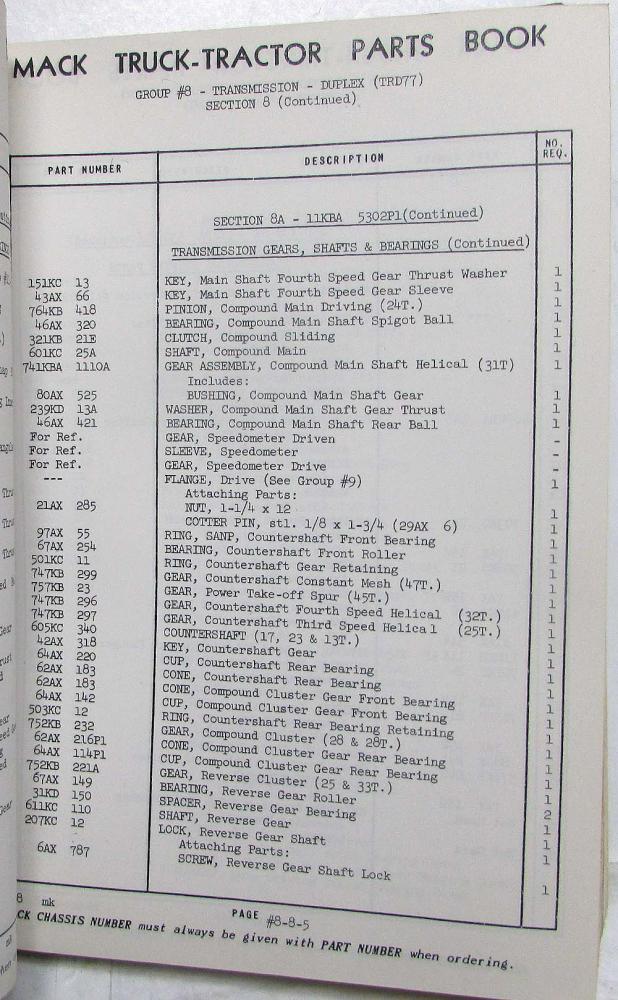 MACK TRUCK-TRACTOR PARTS BOOK
GROUP #8 - TRANSMISSION - DUPLEX (TRD77)
SECTION 8 (Continued)
PART NUMBER DESCRIPTION NO. REQ.
SECTION 8A - 11KBA 5302P1(Continued)
TRANSMISSION GEARS, SHAFTS & BEARINGS (Continued)
151KC 13 KEY, Main Shaft Fourth Speed Gear Thrust Washer 1
43AX 66 KEY, Main Shaft Fourth Speed Gear Sleeve 1
764KB 418 PINION, Compound Main Driving (24T.) 1
46AX 320 BEARING, Compound Main Shaft Spigot Ball 1
321KB 21E CLUTCH, Compound Sliding 1
601KC 25A SHAFT, Compound Main 1
741KBA 1110A GEAR ASSEMBLY, Compound Main Shaft Helical (31T) 1
Includes:
80AX 525 BUSHING, Compound Main Shaft Gear 1
239KD 13A WASHER, Compound Main Shaft Gear Thrust 1
46AX 421 BEARING, Compound Main Shaft Rear Ball 1
For Ref. GEAR, Speedometer Driven -
For Ref. SLEEVE, Speedometer -
For Ref. GEAR, Speedometer Drive -
--- FLANGE, Drive (See Group #9) 1
Attaching Parts:
21AX 285 NUT, 1-1/4 x 12 1
COTTER PIN, stl. 1/8 x 1-3/4 (29AX 6) 1
97AX 55 RING, SANP, Countershaft Front Bearing 1
67AX 254 BEARING, Countershaft Front Roller 1
501KC 11 RING, Countershaft Gear Retaining 1
747KB 299 GEAR, Countershaft Constant Mesh (47T.) 1
757KB 23 GEAR, Power Take-off Spur (45T.) 1
747KB 296 GEAR, Countershaft Fourth Speed Helical (32T.) 1
747KB 297 GEAR, Countershaft Third Speed Helical (25T.) 1
605KC 340 COUNTERSHAFT (17, 23 & 13T.) 1
42AX 318 KEY, Countershaft Gear 1
64AX 220 CUP, Countershaft Rear Bearing 1
62AX 183 CONE, Countershaft Rear Bearing 1
62AX 183 CONE, Compound Cluster Gear Front Bearing 1
64AX 142 CUP, Compound Cluster Gear Front Bearing 1
503KC 12 RING, Countershaft Rear Bearing Retaining 1
752KB 232 GEAR, Compound Cluster (28 & 28T.) 1
62AX 216P1 CONE, Compound Cluster Gear Rear Bearing 1
64AX 114P1 CUP, Compound Cluster Gear Rear Bearing 1
752KB 221A GEAR, Reverse Cluster (25 & 33T.) 1
67AX 149 BEARING, Reverse Gear Roller 2
31KD 150 SPACER, Reverse Gear Bearing 1
611KC 110 SHAFT, Reverse Gear 1
207KC 12 LOCK, Reverse Gear Shaft 1
Attaching Parts:
6AX 787 SCREW, Reverse Gear Shaft Lock 1
8 mk
PAGE #8-8-5
CK CHASSIS NUMBER must always be given with PART NUMBER when ordering.